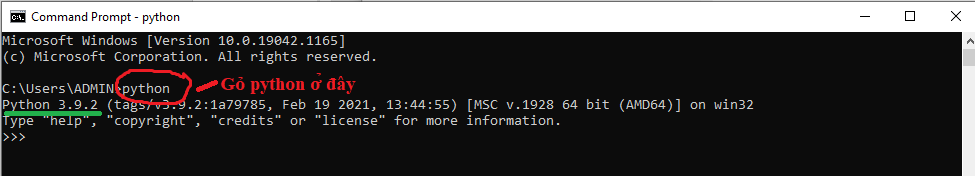 Command Prompt - python
Microsoft Windows [Version 10.0.19042.1165]
(c) Microsoft Corporation. All rights reserved.
C:\Users\ADMIN>python
Gỏ python ở đây
Python 3.9.2 (tags/v3.9.2:1a79785, Feb 19 2021, 13:44:55) [MSC v.1928 64 bit (AMD64)] on win32
Type "help", "copyright", "credits" or "license" for more information.
>>>